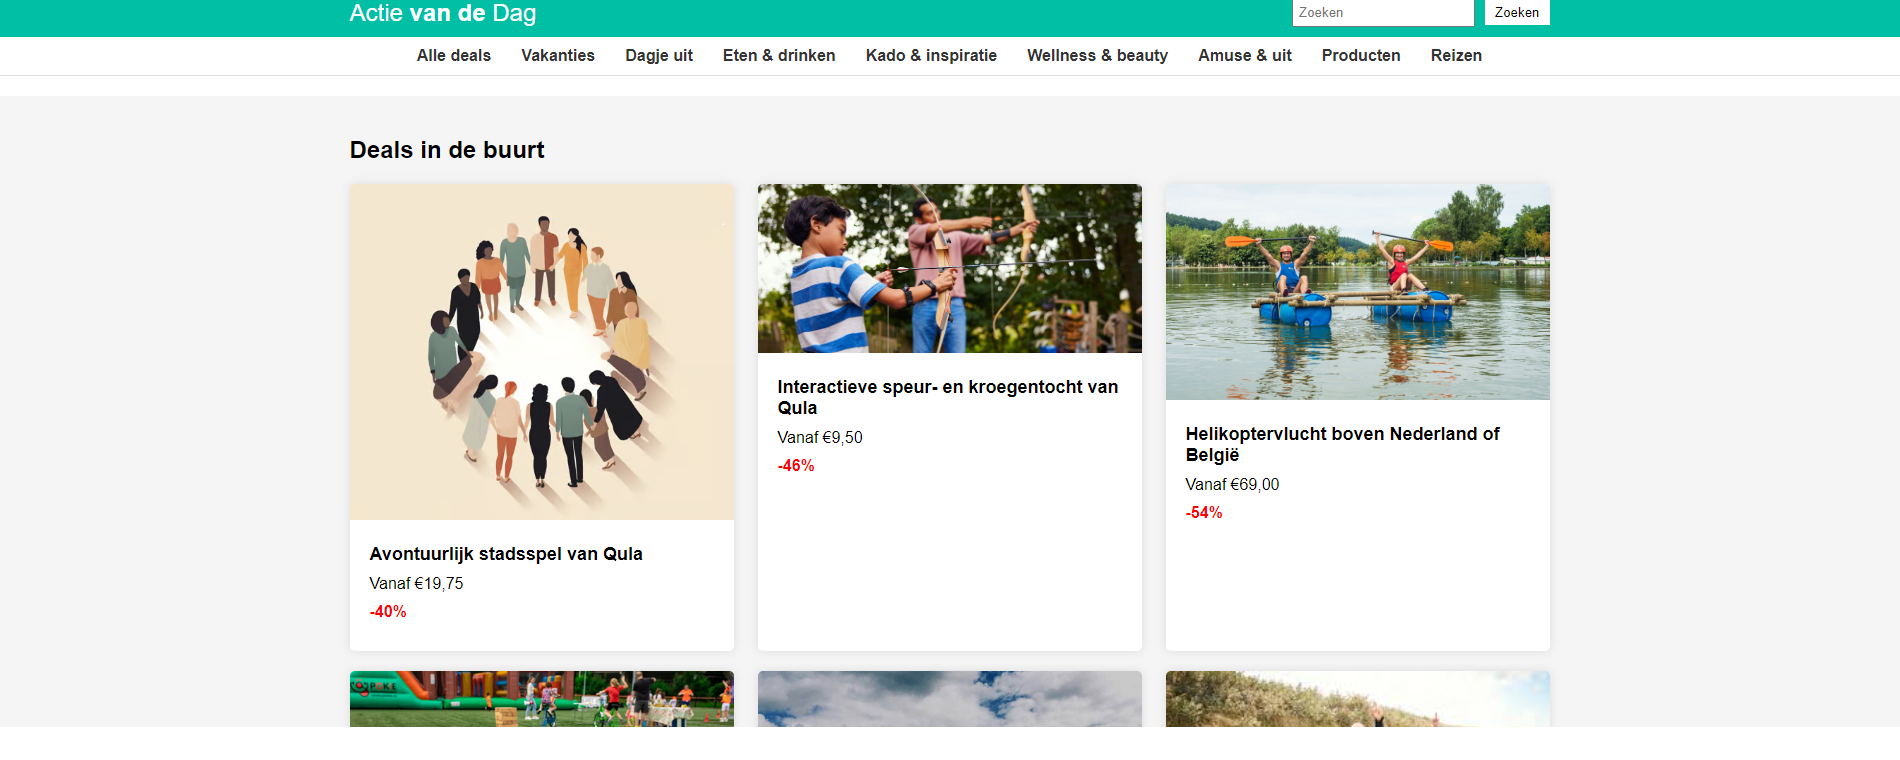 Actie van de Dag
Zoeken Zoeken
Alle deals Vakanties Dagje uit Eten & drinken Kado & inspiratie Wellness & beauty Amuse & uit Producten Reizen
Deals in de buurt
Avontuurlijk stadsspel van Qula
Vanaf €19,75
-40%
Interactieve speur- en kroegentocht van
Qula
Vanaf €9,50
-46%
Helikoptervlucht boven Nederland of
België
Vanaf €69,00
-54%